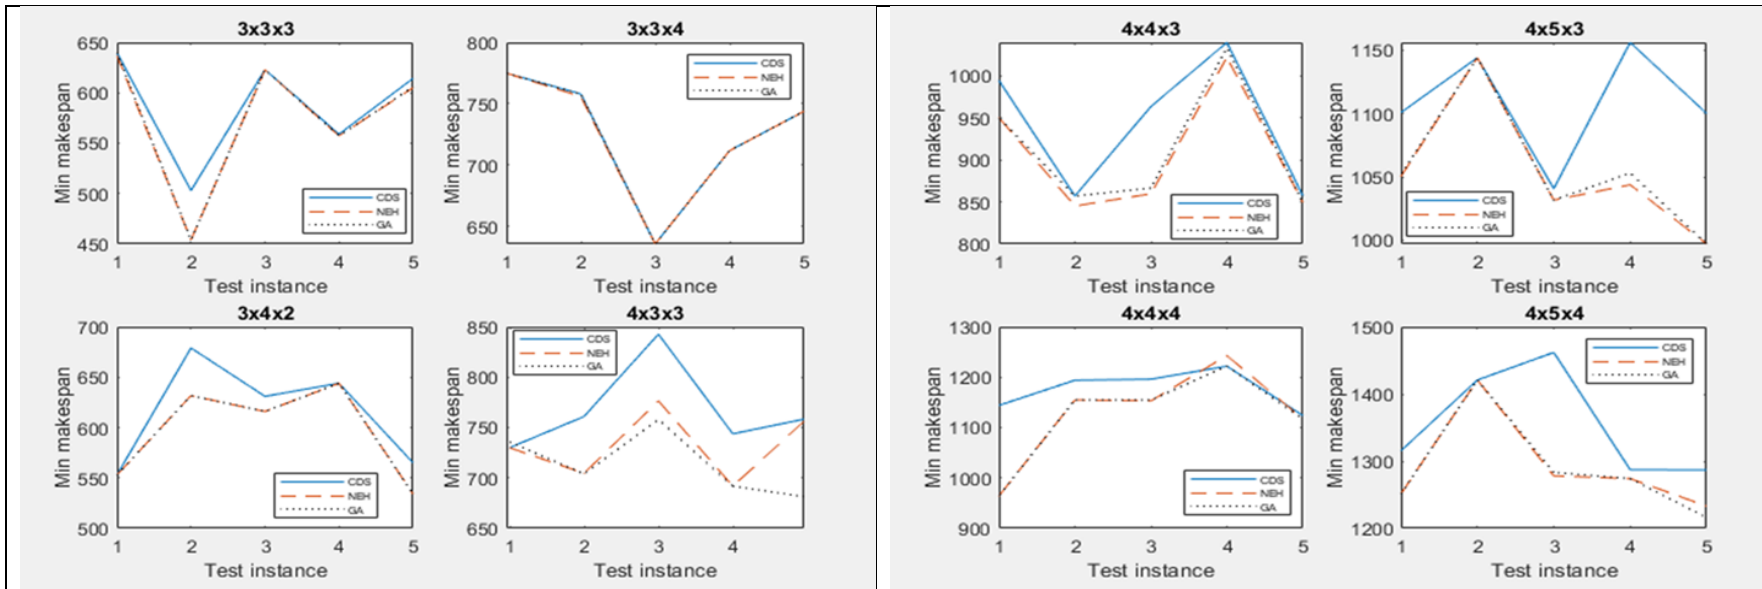 3x3x3
650
600
550
500
450
Min makespan
CDS
NEH
GA
1 2 3 4 5
Test instance
3x3x4
800
750
700
650
Min makespan
CDS
NEH
GA
1 2 3 4 5
Test instance
4x4x3
1000
950
900
850
800
Min makespan
CDS
NEH
GA
1 2 3 4 5
Test instance
4x5x3
1150
1100
1050
1000
Min makespan
CDS
NEH
GA
1 2 3 4 5
Test instance
3x4x2
700
650
600
550
500
Min makespan
CDS
NEH
GA
1 2 3 4 5
Test instance
4x3x3
850
800
750
700
650
Min makespan
CDS
NEH
GA
1 2 3 4
Test instance
4x4x4
1300
1200
1100
1000
900
Min makespan
CDS
NEH
GA
1 2 3 4 5
Test instance
4x5x4
1500
1400
1300
1200
Min makespan
CDS
NEH
GA
1 2 3 4 5
Test instance